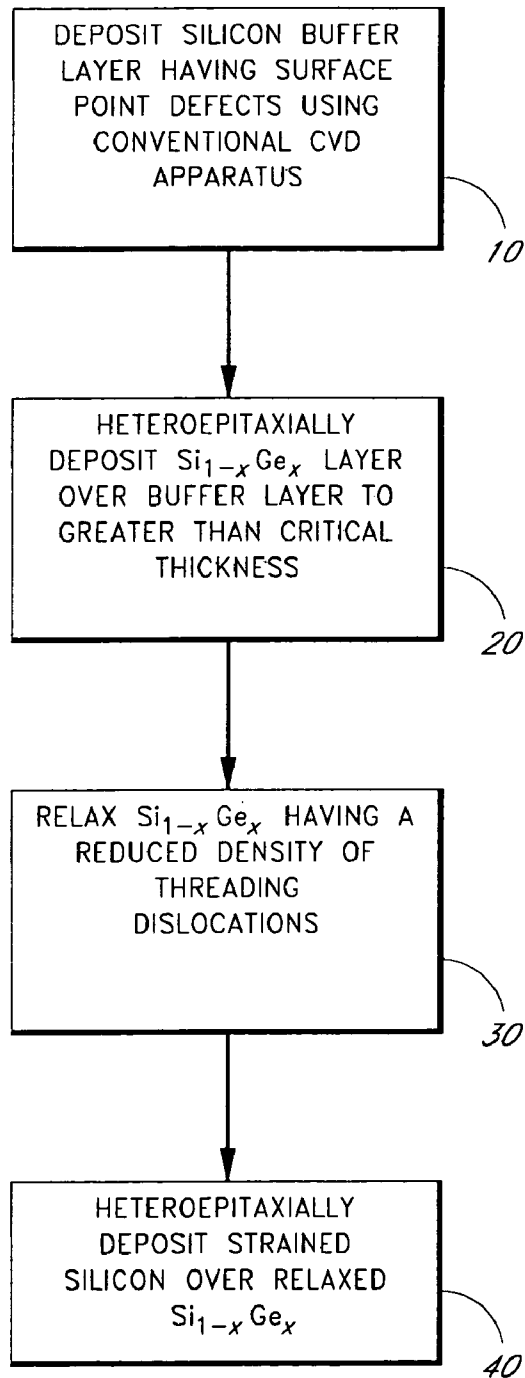 DEPOSIT SILICON BUFFER
LAYER HAVING SURFACE
POINT DEFECTS USING
CONVENTIONAL CVD
APPARATUS
10
HETEROEPITAXIALLY
DEPOSIT Si₁₋ₓGeₓ LAYER
OVER BUFFER LAYER TO
GREATER THAN CRITICAL
THICKNESS
20
RELAX Si₁₋ₓGeₓ HAVING A
REDUCED DENSITY OF
THREADING
DISLOCATIONS
30
HETEROEPITAXIALLY
DEPOSIT STRAINED
SILICON OVER RELAXED
Si₁₋ₓGeₓ
40